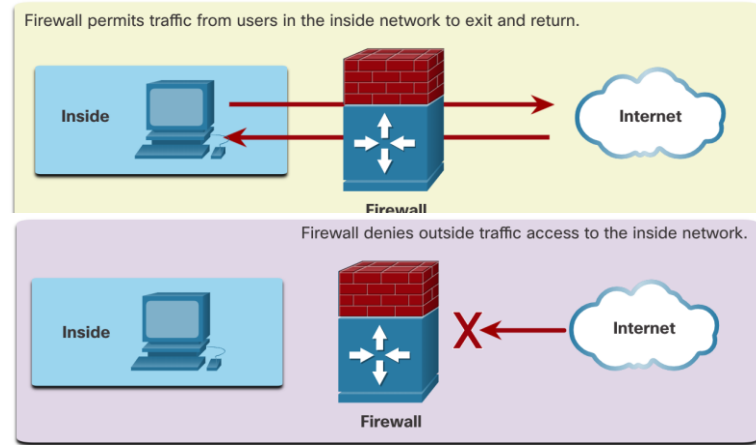 Firewall permits traffic from users in the inside network to exit and return.
Inside
Internet
Firewall
Firewall denies outside traffic access to the inside network.
Inside
Internet
Firewall